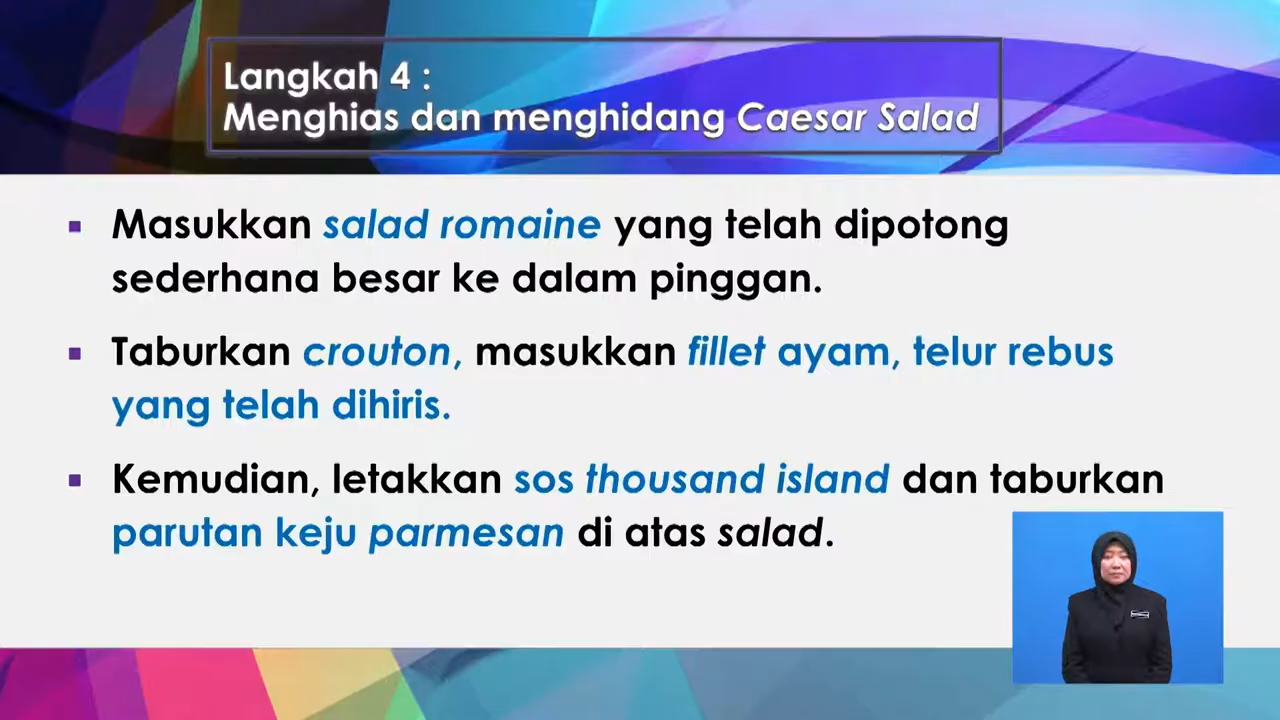 Langkah 4 :
Menghias dan menghidang Caesar Salad
▪ Masukkan salad romaine yang telah dipotong
sederhana besar ke dalam pinggan.
▪ Taburkan crouton, masukkan fillet ayam, telur rebus
yang telah dihiris.
▪ Kemudian, letakkan sos thousand island dan taburkan
parutan keju parmesan di atas salad.